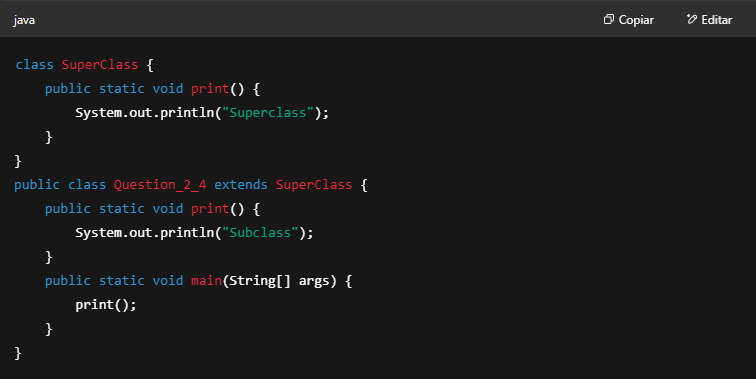 java Copiar Editar
class SuperClass {
    public static void print() {
        System.out.println("Superclass");
    }
}
public class Question_2_4 extends SuperClass {
    public static void print() {
        System.out.println("Subclass");
    }
    public static void main(String[] args) {
        print();
    }
}